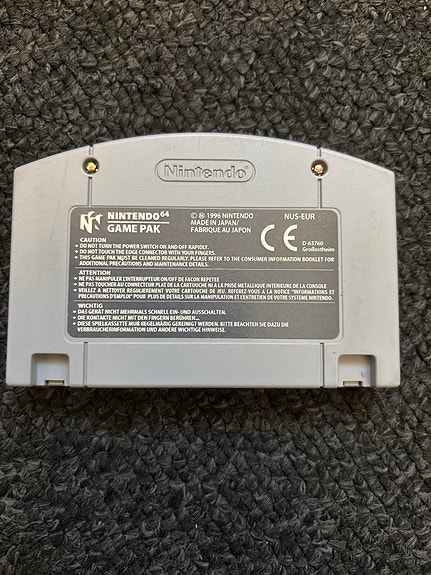 Nintendo
NINTENDO 64
GAME PAK
© Ⓜ 1996 NINTENDO
MADE IN JAPAN/
FABRIQUE AU JAPON
NUS-EUR
CE
D-63760
Großostheim
CAUTION
• DO NOT TURN THE POWER SWITCH ON AND OFF RAPIDLY.
• DO NOT TOUCH THE EDGE CONNECTOR WITH YOUR FINGERS.
• THIS GAME PAK MUST BE CLEANED REGULARLY. PLEASE REFER TO THE CONSUMER INFORMATION BOOKLET FOR
ADDITIONAL PRECAUTIONS AND MAINTENANCE DETAILS.
ATTENTION
• NE PAS MANIPULER L'INTERRUPTEUR ON/OFF DE FACON REPETEE
• NE PAS TOUCHER AU CONNECTEUR PLAT DE LA CARTOUCHE NI A LA PRISE METALLIQUE INTERIEURE DE LA CONSOLE
• VEILLEZ A NETTOYER REGULIEREMENT VOTRE CARTOUCHE DE JEU. REFEREZ-VOUS A LA NOTICE "INFORMATIONS ET
PRECAUTIONS D'EMPLOI" POUR PLUS DE DETAILS SUR LA MANIPULATION ET L'ENTRETIEN DE VOTRE SYSTEME NINTENDO.
WICHTIG
• DAS GERÄT NICHT MEHRMALS SCHNELL EIN- UND AUSSCHALTEN.
• DIE KONTAKTE NICHT MIT DEN FINGERN BERÜHREN...
• DIESE SPIELKASSETTE MUß REGELMÄßIG GEREINIGT WERDEN. BITTE BEACHTEN SIE DAZU DIE
VERBRAUCHERINFORMATION UND ANDERE WICHTIGE HINWEISE.